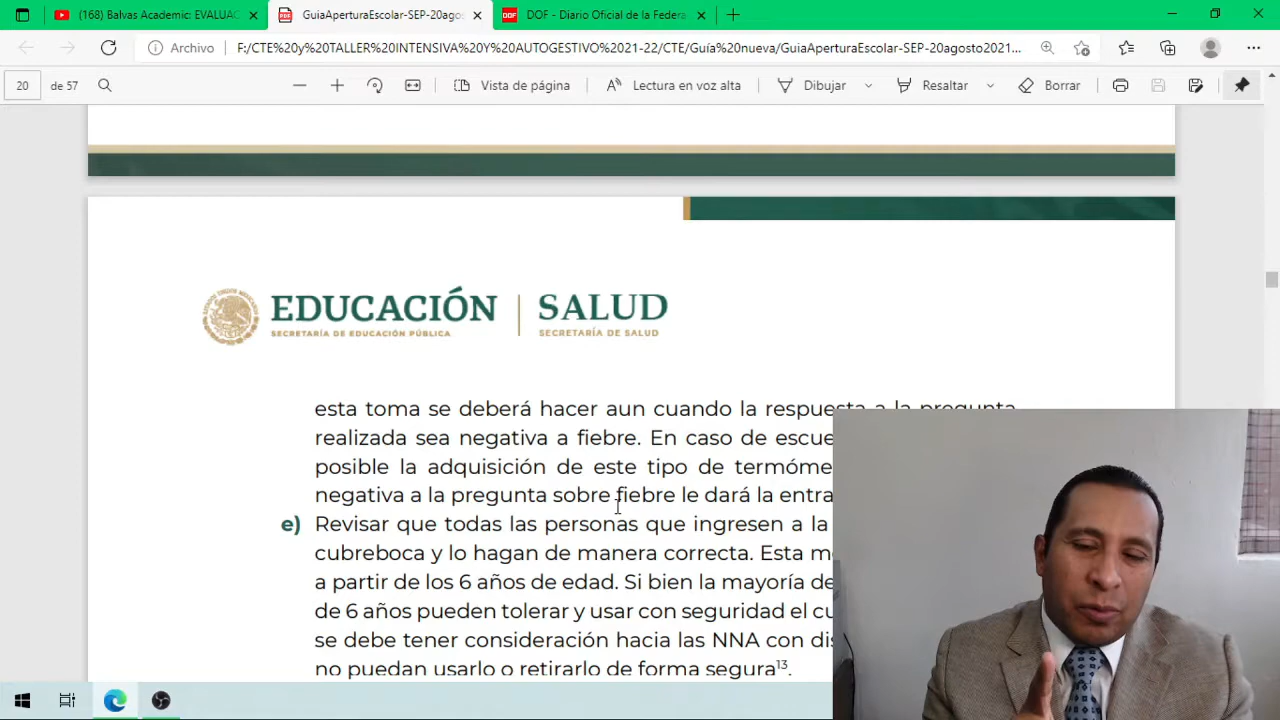 (168) Balvas Academic: EVALUAC
GuiaAperturaEscolar-SEP-20agos
DOF - Diario Oficial de la Federa
Archivo
F:/CTE%20y%20TALLER%20INTENSIVA%20Y%20AUTOGESTIVO%202021-22/CTE/Guía%20nueva/GuiaAperturaEscolar-SEP-20agosto2021...
20 de 57
Vista de página
Lectura en voz alta
Dibujar
Resaltar
Borrar
EDUCACIÓN
SECRETARÍA DE EDUCACIÓN PÚBLICA
SALUD
SECRETARÍA DE SALUD
esta toma se deberá hacer aun cuando la respuesta a la pregunta
realizada sea negativa a fiebre. En caso de escue
posible la adquisición de este tipo de termóme
negativa a la pregunta sobre fiebre le dará la entra
e) Revisar que todas las personas que ingresen a la
cubreboca y lo hagan de manera correcta. Esta m
a partir de los 6 años de edad. Si bien la mayoría de
de 6 años pueden tolerar y usar con seguridad el cu
se debe tener consideración hacia las NNA con dis
no puedan usarlo o retirarlo de forma segura¹³.